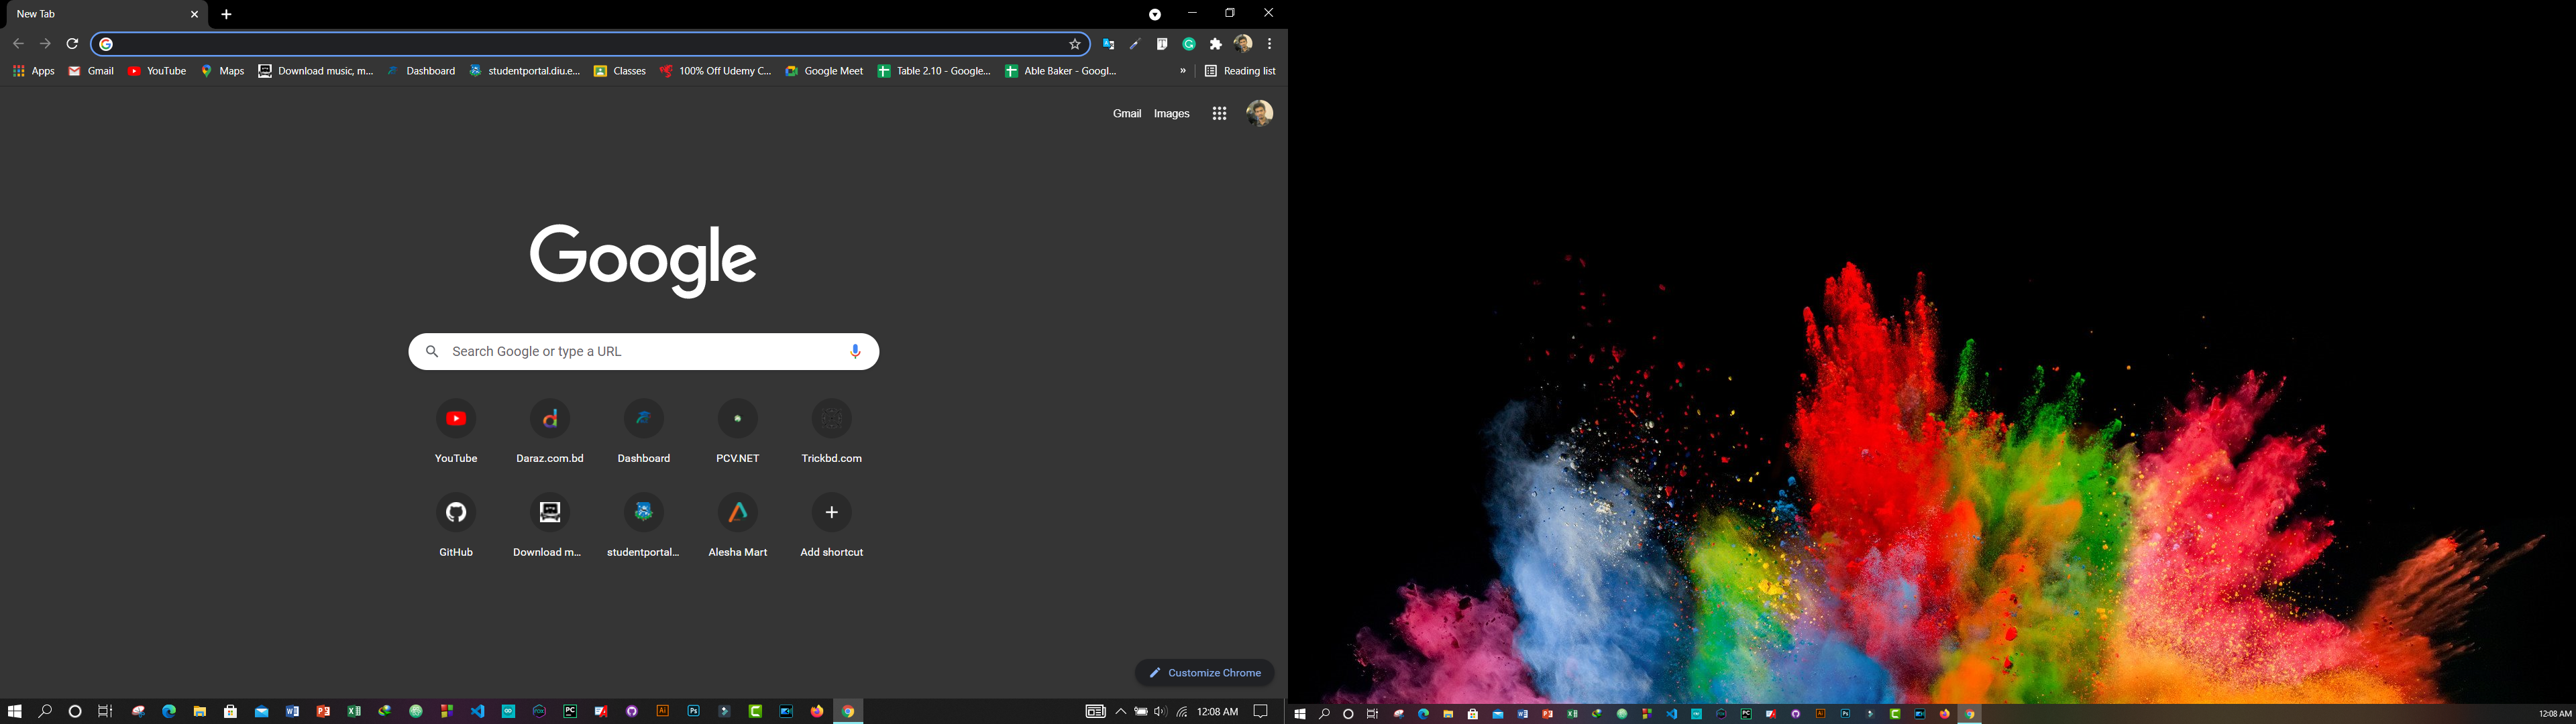 New Tab
Apps Gmail YouTube Maps Download music, m... Dashboard studentportal.diu.e... Classes 100% Off Udemy C... Google Meet Table 2.10 - Google... Able Baker - Googl... » Reading list
Gmail Images
Google
Search Google or type a URL
YouTube Daraz.com.bd Dashboard PCV.NET Trickbd.com
GitHub Download m... studentportal... Alesha Mart Add shortcut
Customize Chrome
12:08 AM
12:08 AM